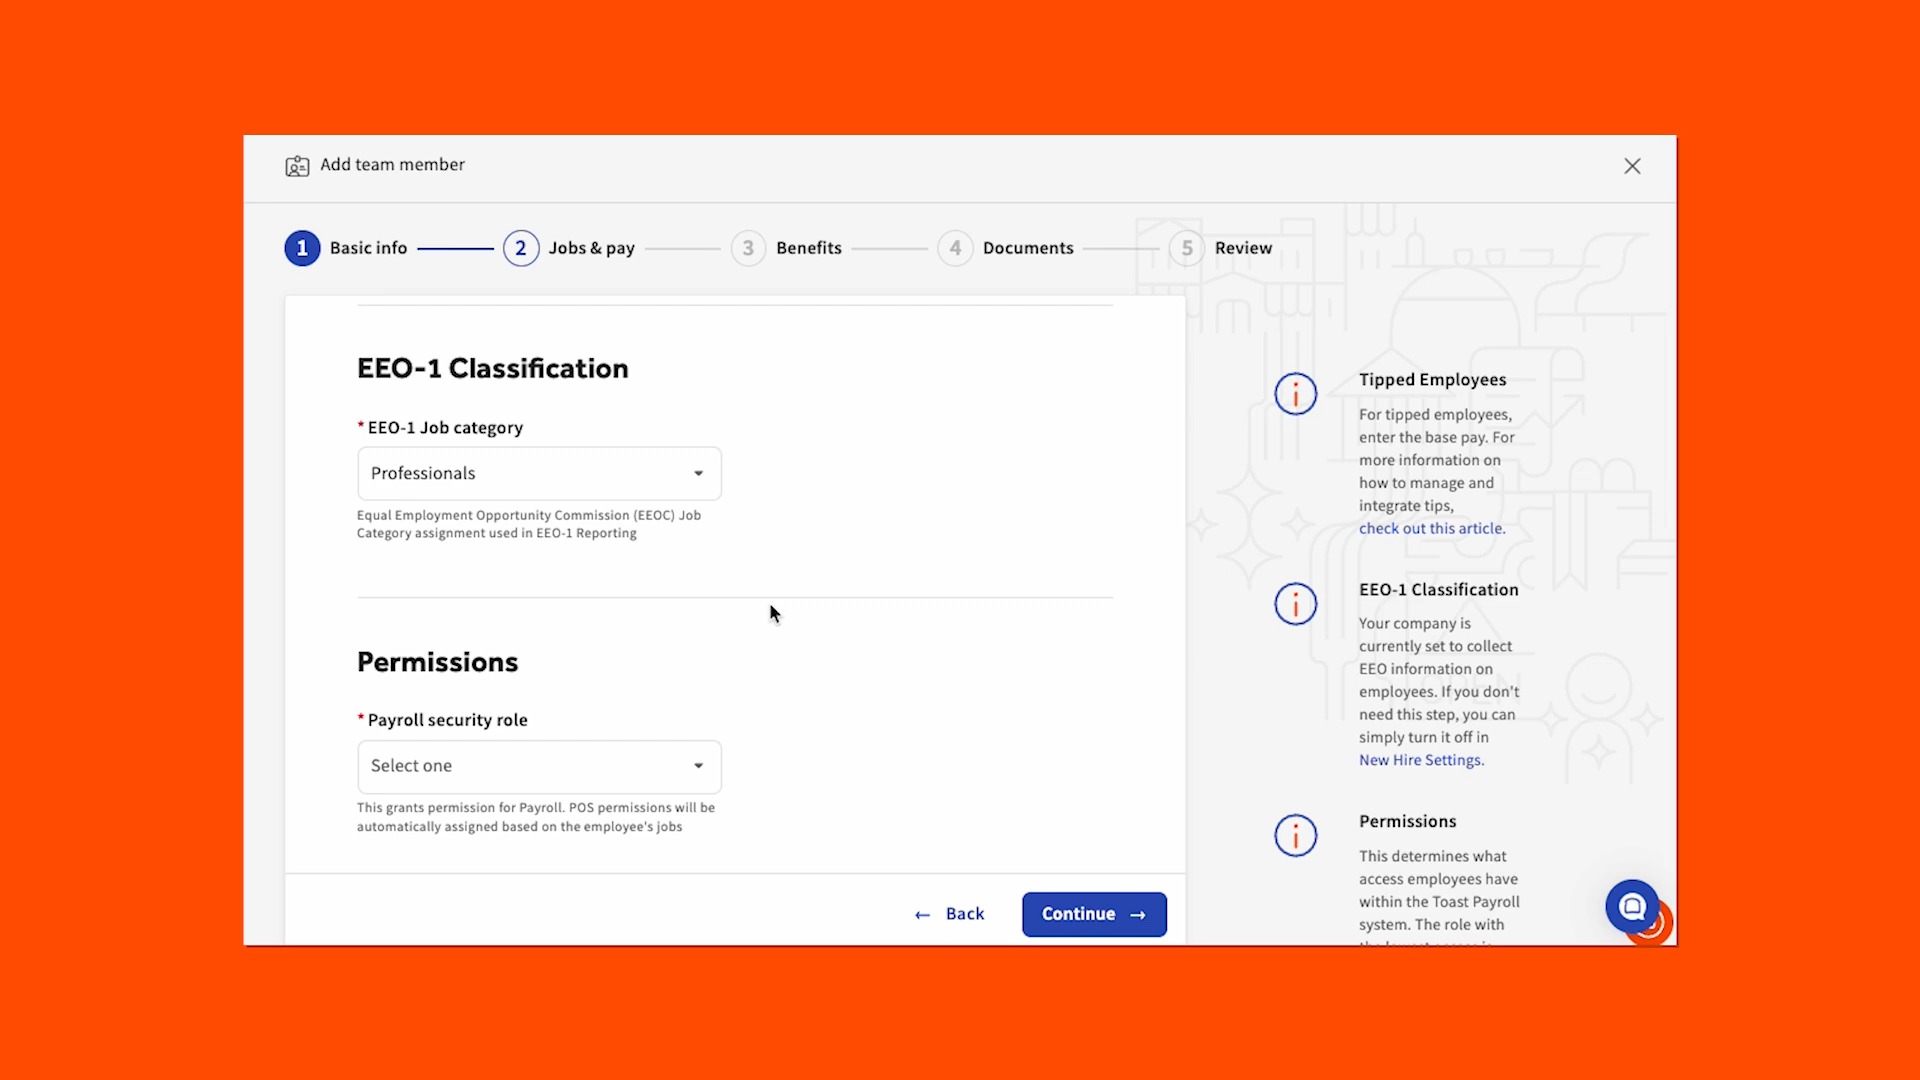 Add team member
1 Basic info 2 Jobs & pay 3 Benefits 4 Documents 5 Review
EEO-1 Classification
* EEO-1 Job category
Professionals
Equal Employment Opportunity Commission (EEOC) Job
Category assignment used in EEO-1 Reporting
Permissions
* Payroll security role
Select one
This grants permission for Payroll. POS permissions will be
automatically assigned based on the employee's jobs
← Back
Continue →
Tipped Employees
For tipped employees,
enter the base pay. For
more information on
how to manage and
integrate tips,
check out this article.
EEO-1 Classification
Your company is
currently set to collect
EEO information on
employees. If you don't
need this step, you can
simply turn it off in
New Hire Settings.
OPEN
Permissions
This determines what
access employees have
within the Toast Payroll
system. The role with